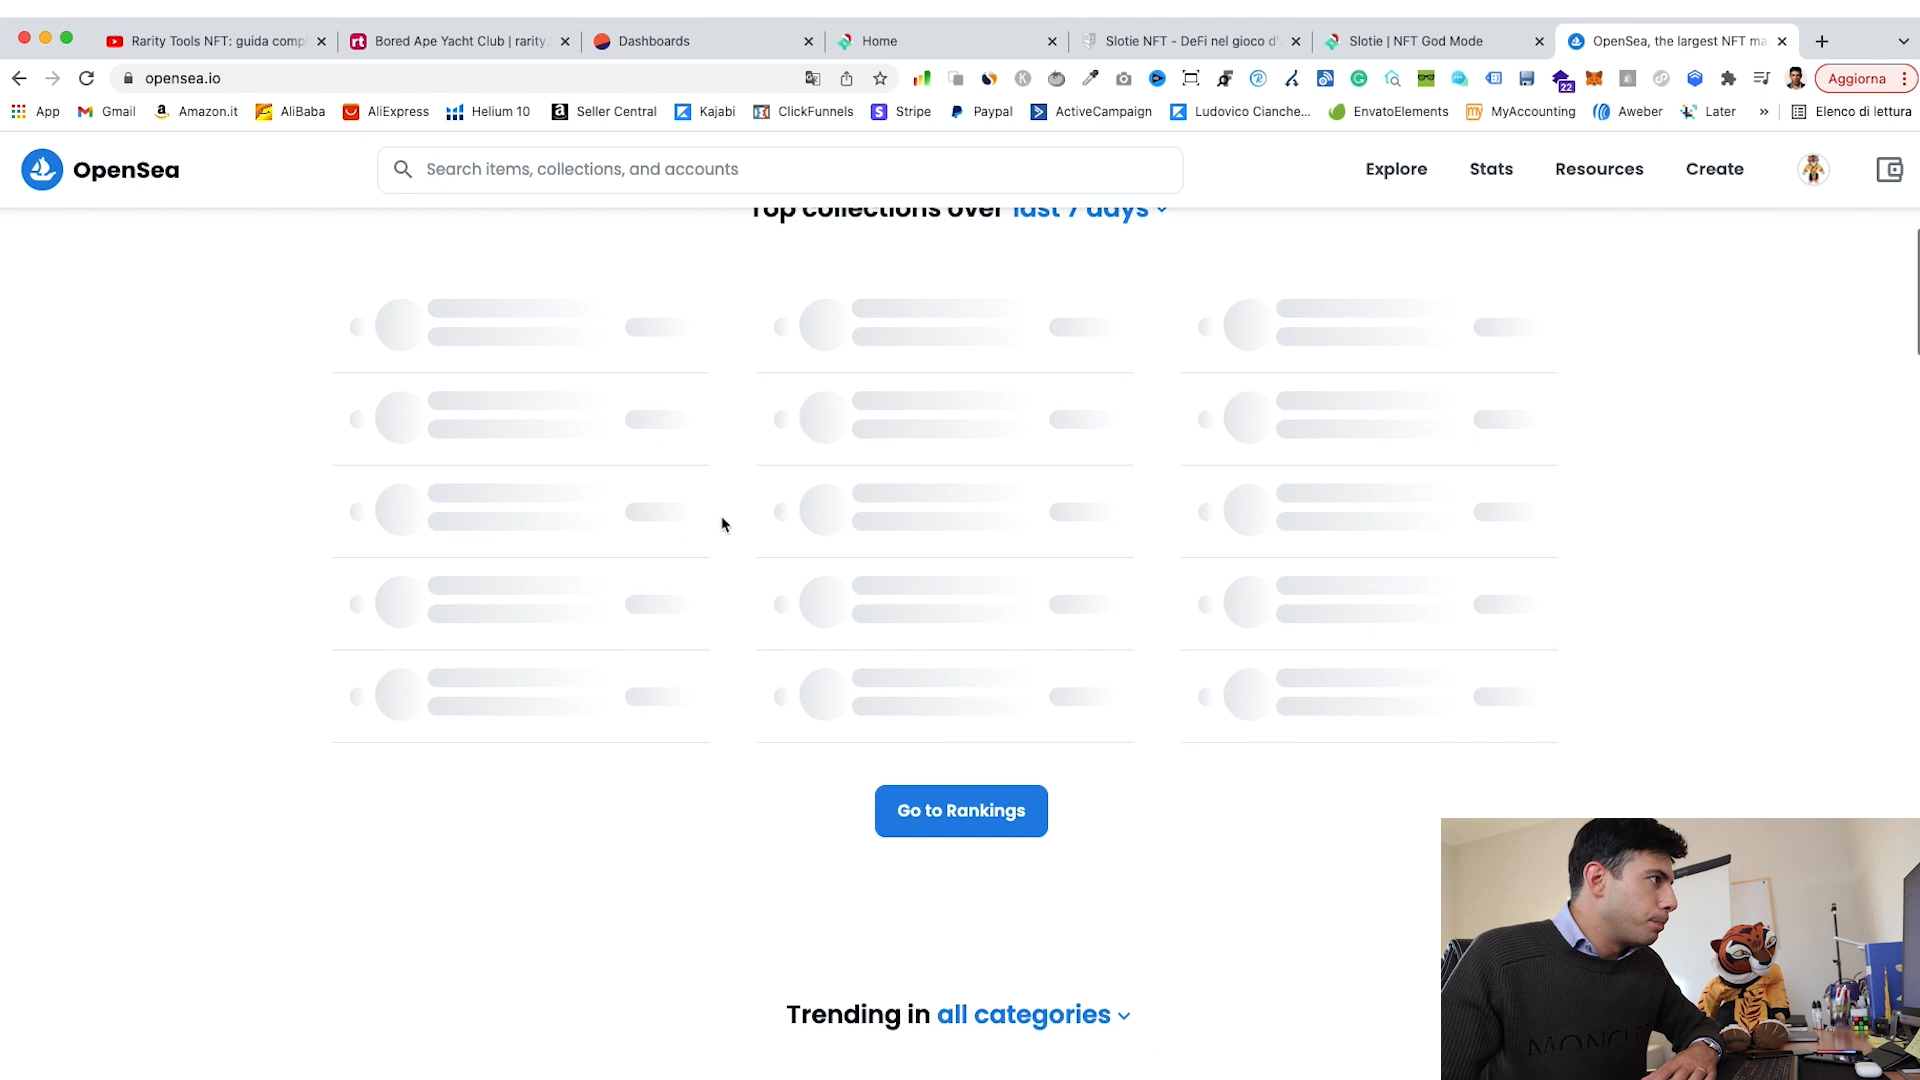 Rarity Tools NFT: guida compl
Bored Ape Yacht Club | rarity.
Dashboards
Home
Slotie NFT - DeFi nel gioco d'
Slotie | NFT God Mode
OpenSea, the largest NFT ma
opensea.io
22
Aggiorna
App
Gmail
Amazon.it
AliBaba
AliExpress
Helium 10
Seller Central
Kajabi
ClickFunnels
Stripe
Paypal
ActiveCampaign
Ludovico Cianche...
EnvatoElements
MyAccounting
Aweber
Later
»
Elenco di lettura
OpenSea
Search items, collections, and accounts
Explore
Stats
Resources
Create
Top collections over last 7 days
Go to Rankings
Trending in all categories